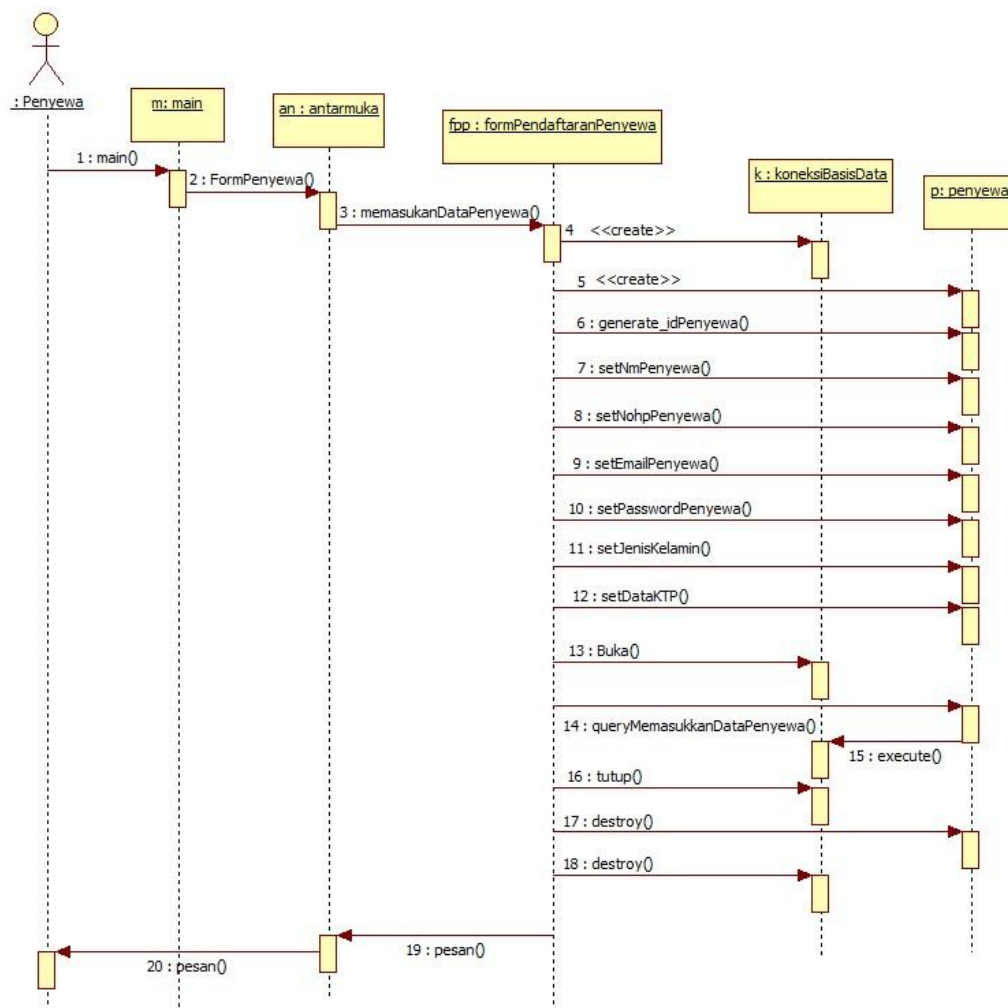 : Penyewa
m: main
an : antarmuka
fpp : formPendaftaranPenyewa
k : koneksiBasisData
p: penyewa
1 : main()
2 : FormPenyewa()
3 : memasukanDataPenyewa()
4 <<create>>
5 <<create>>
6 : generate_idPenyewa()
7 : setNmPenyewa()
8 : setNohpPenyewa()
9 : setEmailPenyewa()
10 : setPasswordPenyewa()
11 : setJenisKelamin()
12 : setDataKTP()
13 : Buka()
14 : queryMemasukkanDataPenyewa()
15 : execute()
16 : tutup()
17 : destroy()
18 : destroy()
19 : pesan()
20 : pesan()